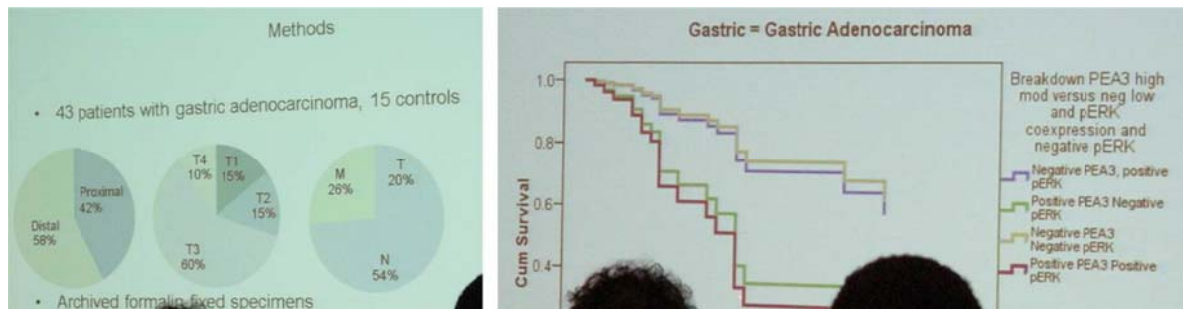 Methods
• 43 patients with gastric adenocarcinoma, 15 controls
Proximal
42%
Distal
58%
T4
10%
T1
15%
T2
15%
T3
60%
M
26%
T
20%
N
54%
• Archived formalin-fixed specimens
Gastric = Gastric Adenocarcinoma
Cum Survival
1.0
0.8
0.6
0.4
Breakdown PEA3 high
mod versus neg low
and pERK
coexpression and
negative pERK
Negative PEA3, positive
pERK
Positive PEA3 Negative
pERK
Negative PEA3
Negative pERK
Positive PEA3 Positive
pERK